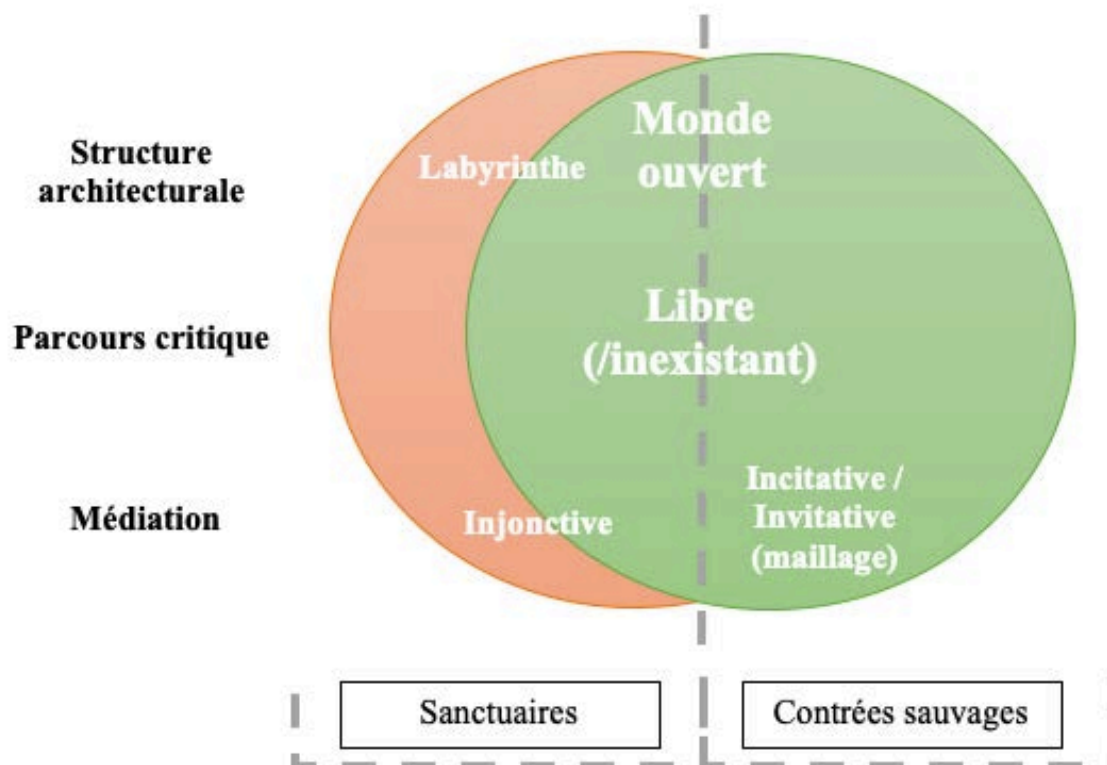 Structure
architecturale
Labyrinthe
Monde
ouvert
Parcours critique
Libre
(/inexistant)
Médiation
Injonctive
Incitative /
Invitative
(maillage)
Sanctuaires
Contrées sauvages